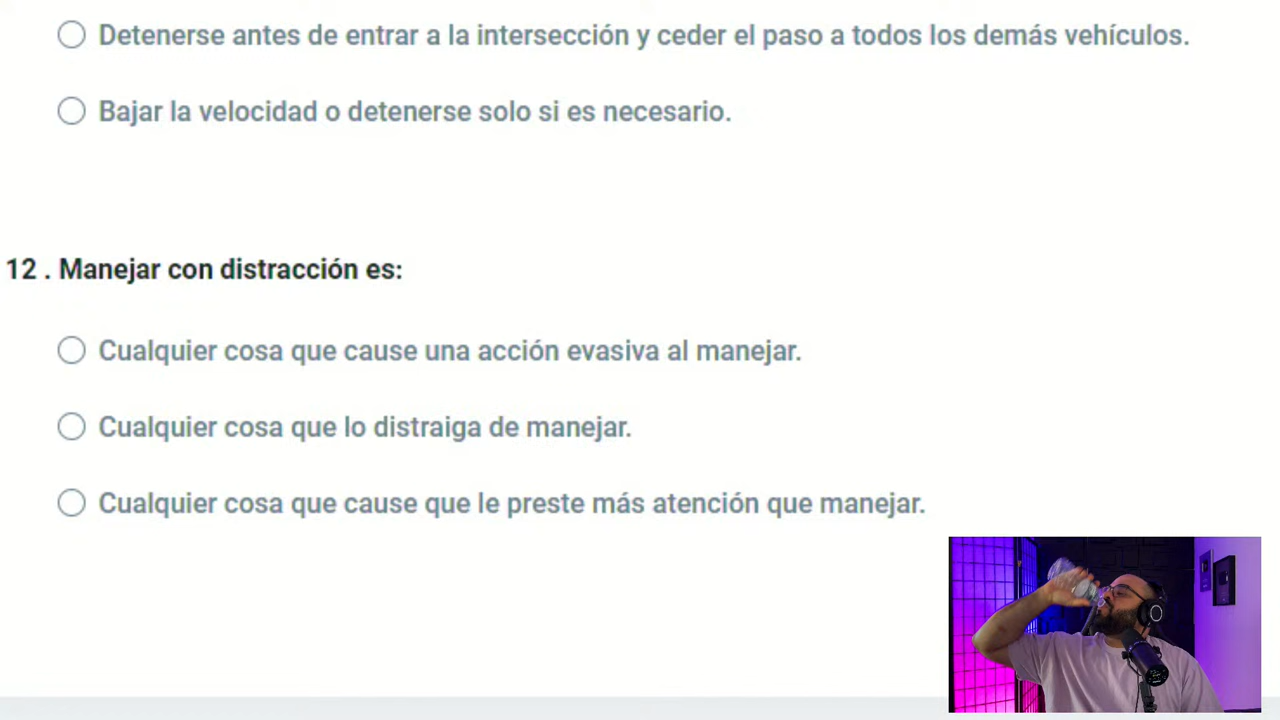 Detenerse antes de entrar a la intersección y ceder el paso a todos los demás vehículos.
Bajar la velocidad o detenerse solo si es necesario.
12 . Manejar con distracción es:
Cualquier cosa que cause una acción evasiva al manejar.
Cualquier cosa que lo distraiga de manejar.
Cualquier cosa que cause que le preste más atención que manejar.